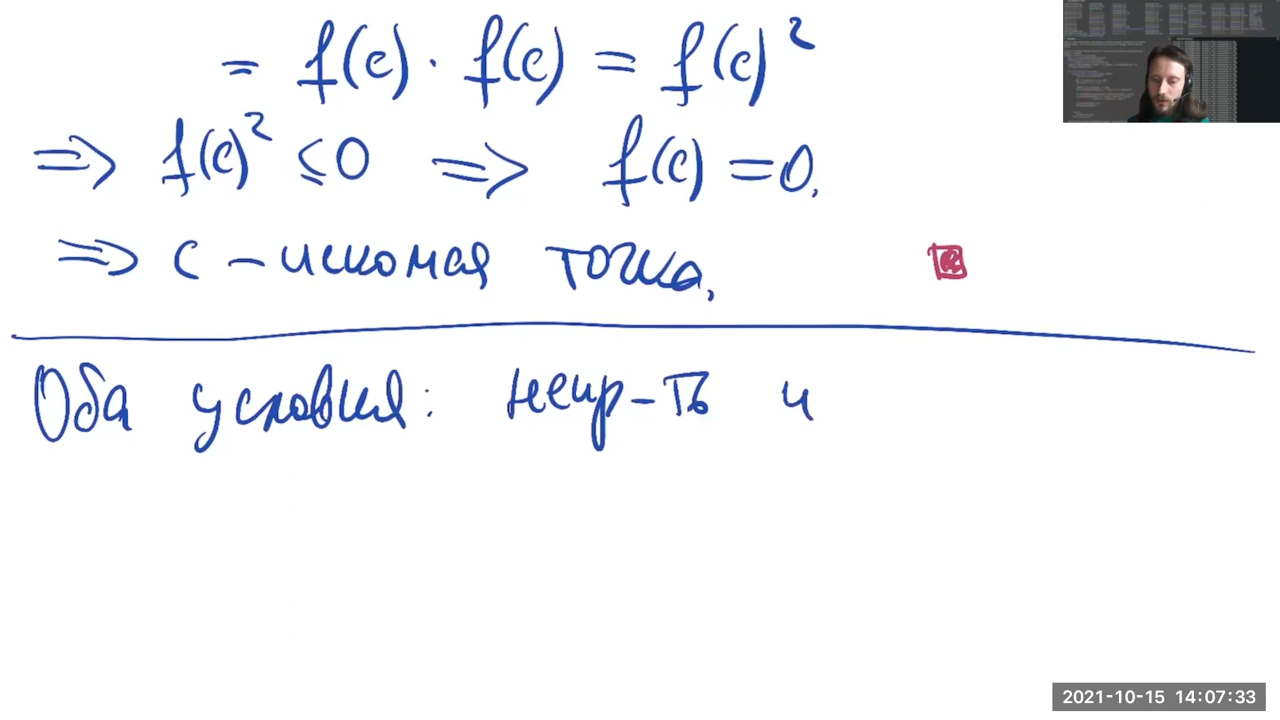 = f(c) · f(c) = f(c)²
⇒ f(c)² ⩽ 0 ⇒ f(c) = 0.
⇒ c – искомая точка.
Оба условия: непр-ть и
2021-10-15 14:07:33